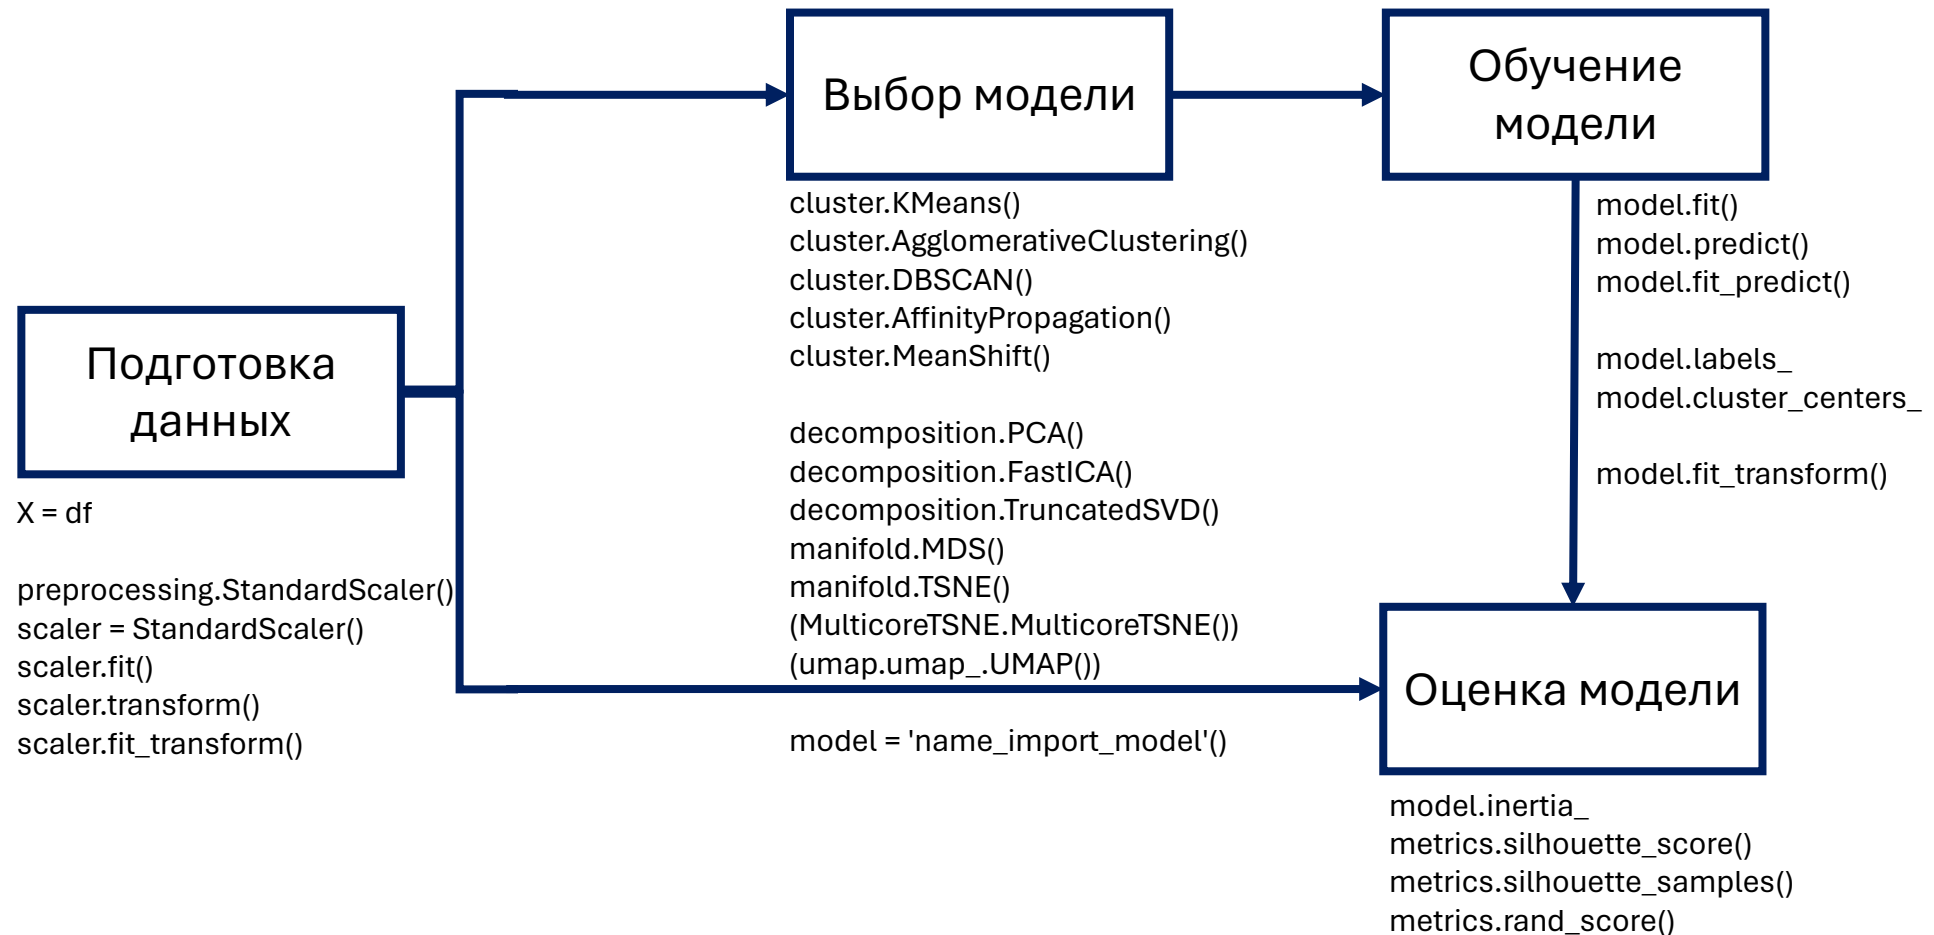 Подготовка
данных
X = df
preprocessing.StandardScaler()
scaler = StandardScaler()
scaler.fit()
scaler.transform()
scaler.fit_transform()
Выбор модели
cluster.KMeans()
cluster.AgglomerativeClustering()
cluster.DBSCAN()
cluster.AffinityPropagation()
cluster.MeanShift()
decomposition.PCA()
decomposition.FastICA()
decomposition.TruncatedSVD()
manifold.MDS()
manifold.TSNE()
(MulticoreTSNE.MulticoreTSNE())
(umap.umap_.UMAP())
model = 'name_import_model'()
Обучение
модели
model.fit()
model.predict()
model.fit_predict()
model.labels_
model.cluster_centers_
model.fit_transform()
Оценка модели
model.inertia_
metrics.silhouette_score()
metrics.silhouette_samples()
metrics.rand_score()